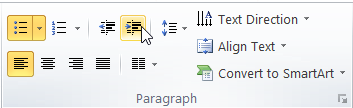 Text Direction
Align Text
Convert to SmartArt
Paragraph